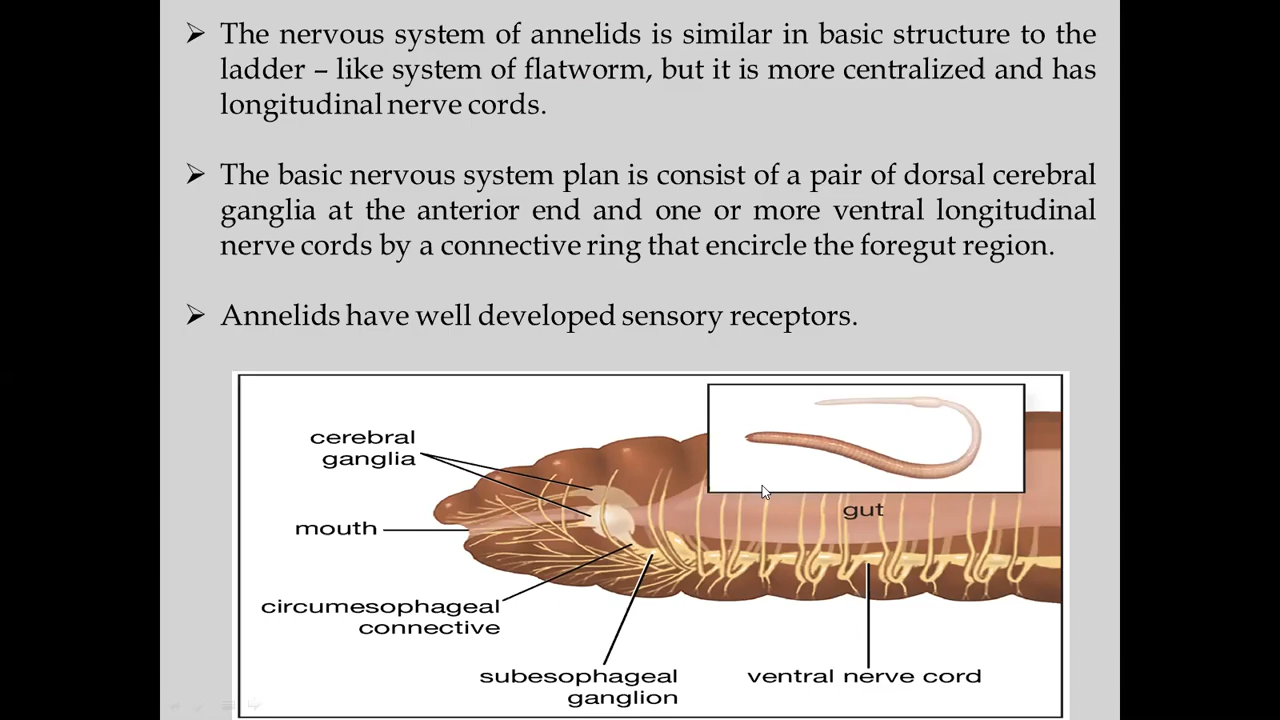 ➢ The nervous system of annelids is similar in basic structure to the
ladder – like system of flatworm, but it is more centralized and has
longitudinal nerve cords.
➢ The basic nervous system plan is consist of a pair of dorsal cerebral
ganglia at the anterior end and one or more ventral longitudinal
nerve cords by a connective ring that encircle the foregut region.
➢ Annelids have well developed sensory receptors.
cerebral
ganglia
mouth
gut
circumesophageal
connective
subesophageal
ganglion
ventral nerve cord